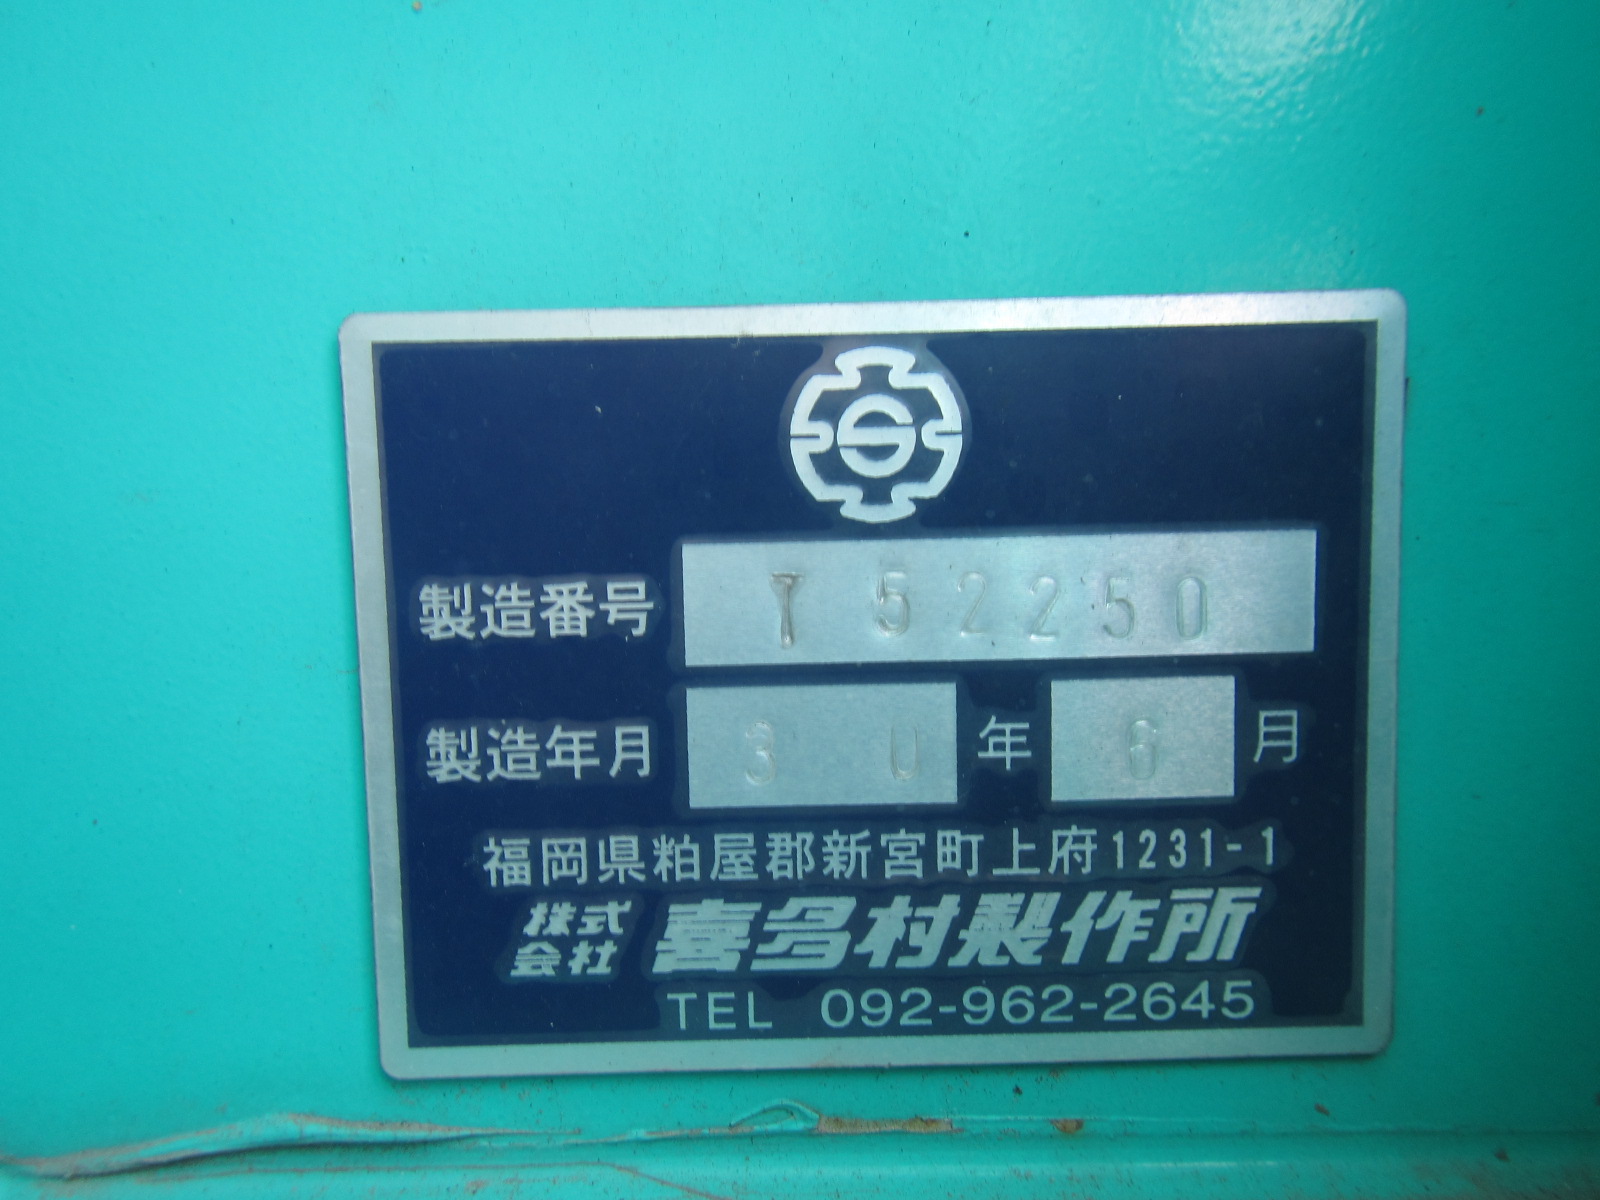 S
製造番号 T52250
製造年月 30年6月
福岡県粕屋郡新宮町上府1231-1
株式会社 喜多村製作所
TEL 092-962-2645